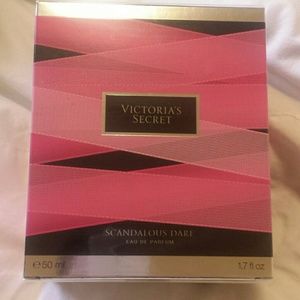 VICTORIA'S
SECRET
SCANDALOUS DARE
EAU DE PARFUM
℮50 ml 1.7 fl oz